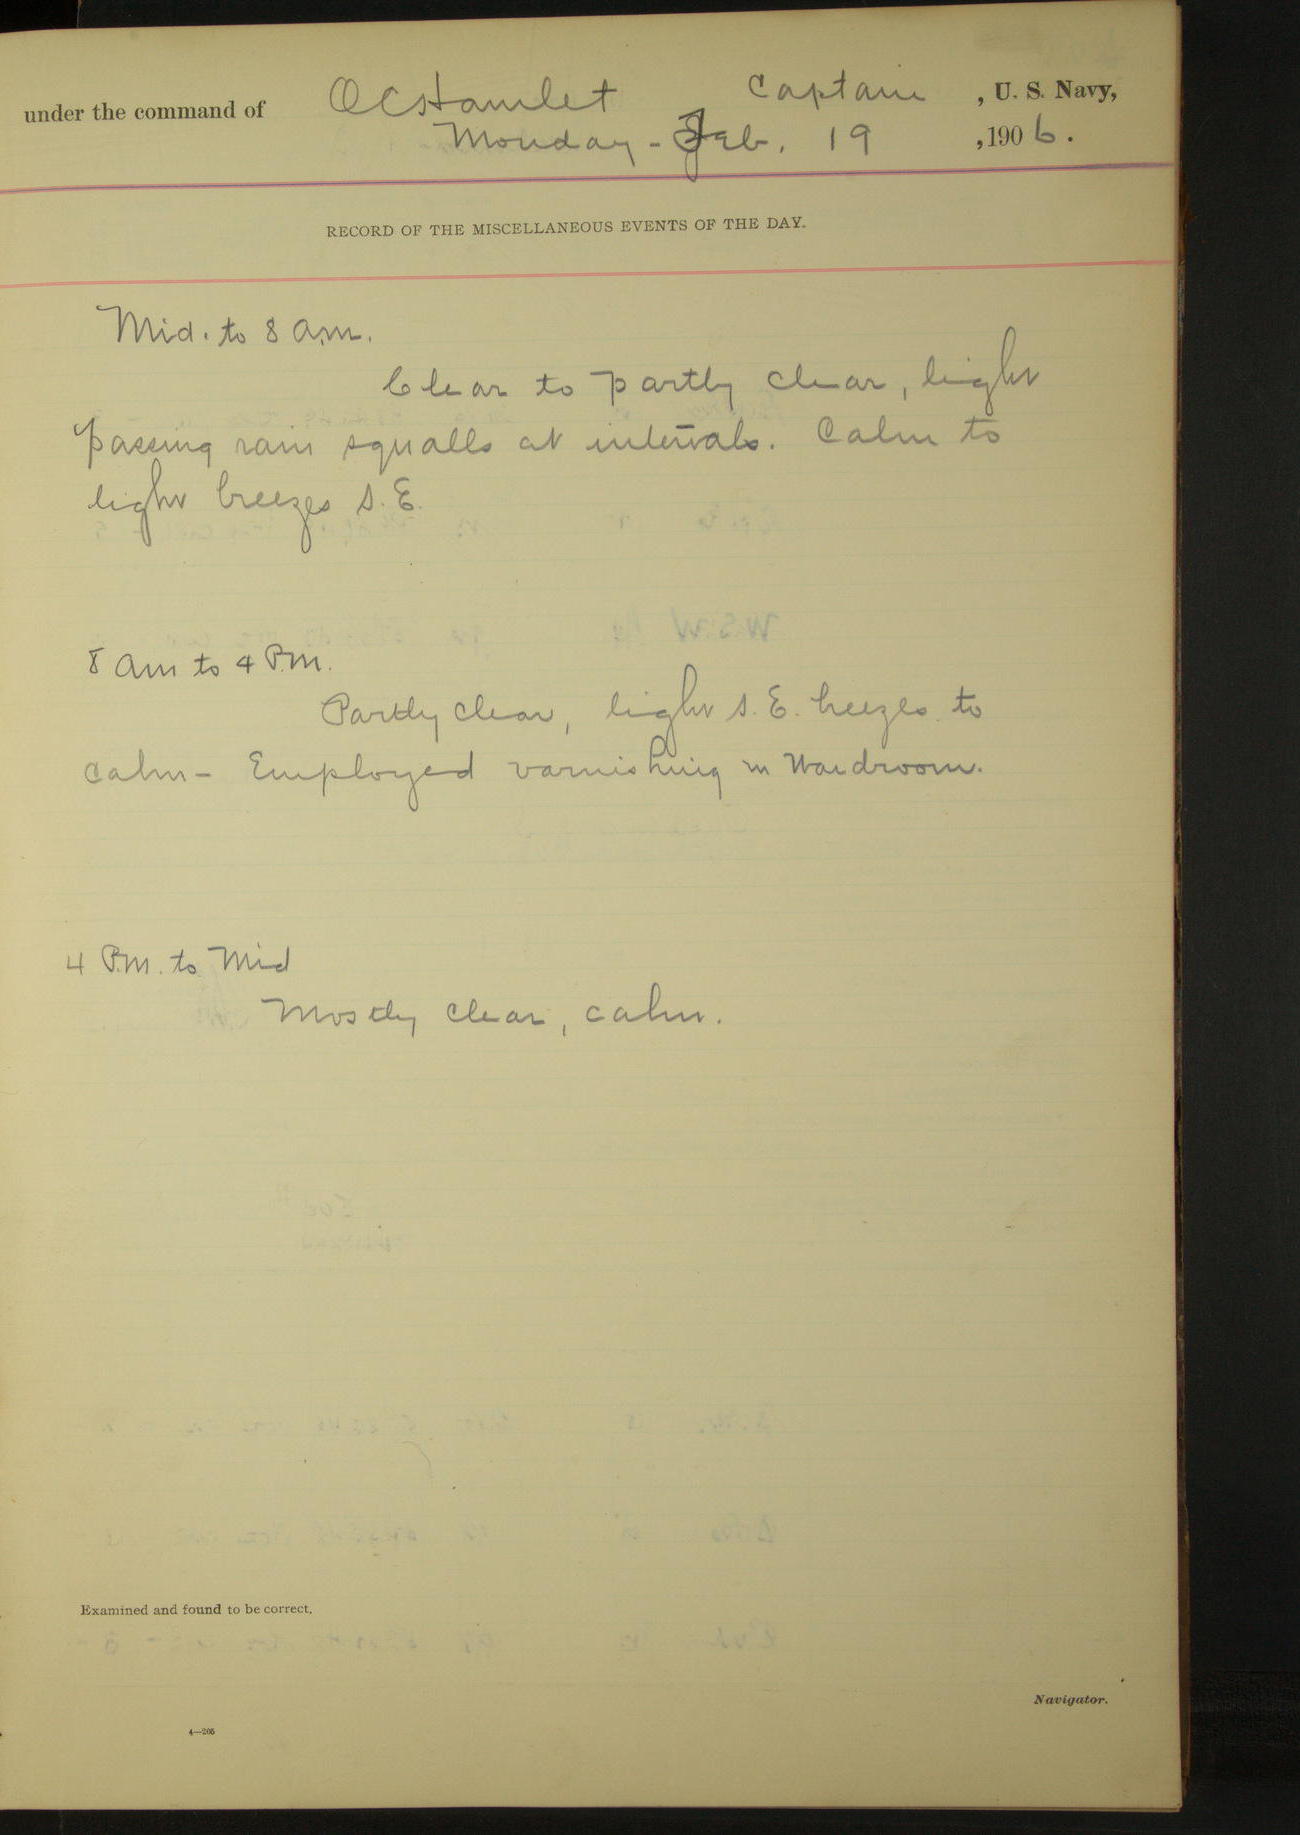 under the command of OCSHamlet Captain , U. S. Navy,
Monday - Feb. 19 , 1906.
RECORD OF THE MISCELLANEOUS EVENTS OF THE DAY.
Mid. to 8 a.m.
Clear to partly clear, light
passing rain squalls at intervals. Calm to
light breezes S.E.
8 am to 4 P.m.
Partly clear, light S.E. breezes to
calm - Employed varnishing in Wardroom.
4 P.M. to Mid
Mostly clear, calm.
Examined and found to be correct.
Navigator.
4—205